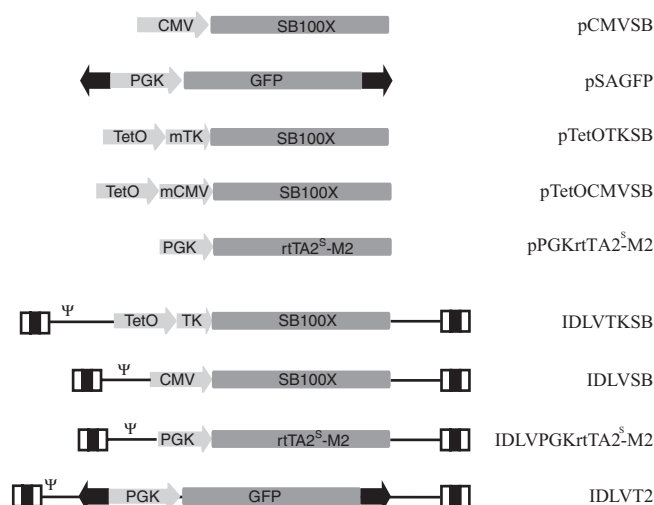 CMV SB100X pCMVSB
PGK GFP pSAGFP
TetO mTK SB100X pTetOTKSB
TetO mCMV SB100X pTetOCMVSB
PGK rtTA2S-M2 pPGKrtTA2S-M2
Ψ TetO TK SB100X IDLVTKSB
Ψ CMV SB100X IDLVSB
Ψ PGK rtTA2S-M2 IDLVPGKrtTA2S-M2
Ψ PGK GFP IDLVT2